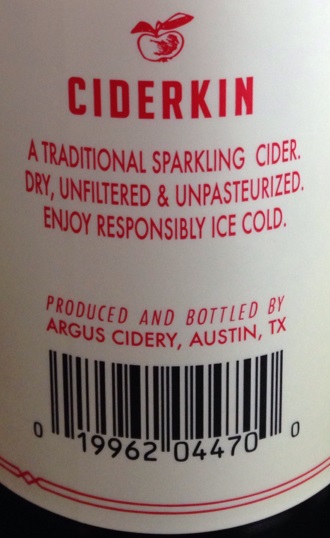 CIDERKIN
A TRADITIONAL SPARKLING CIDER.
DRY, UNFILTERED & UNPASTEURIZED.
ENJOY RESPONSIBLY ICE COLD.
PRODUCED AND BOTTLED BY
ARGUS CIDERY, AUSTIN, TX
0 19962 04470 0